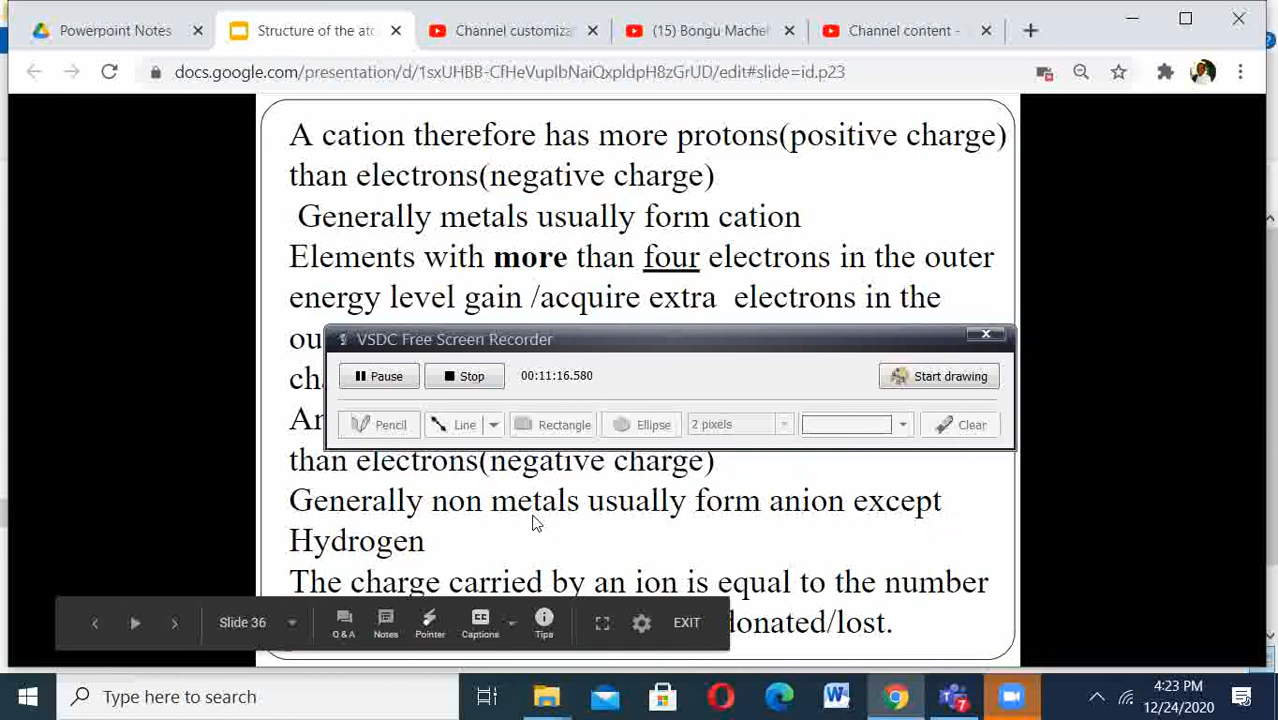 Powerpoint Notes
Structure of the ato
Channel customiza
(15) Bongu Machel
Channel content -
docs.google.com/presentation/d/1sxUHBB-CfHeVupIbNaiQxpldpH8zGrUD/edit#slide=id.p23
A cation therefore has more protons(positive charge)
than electrons(negative charge)
Generally metals usually form cation
Elements with more than four electrons in the outer
energy level gain /acquire extra electrons in the
ou
VSDC Free Screen Recorder
cha
Pause
Stop
00:11:16.580
Start drawing
An
Pencil
Line
Rectangle
Ellipse
2 pixels
Clear
than electrons(negative charge)
Generally non metals usually form anion except
Hydrogen
The charge carried by an ion is equal to the number
donated/lost.
Slide 36
Q & A
Notes
Pointer
CC
Captions
Tips
EXIT
Type here to search
7
4:23 PM
12/24/2020